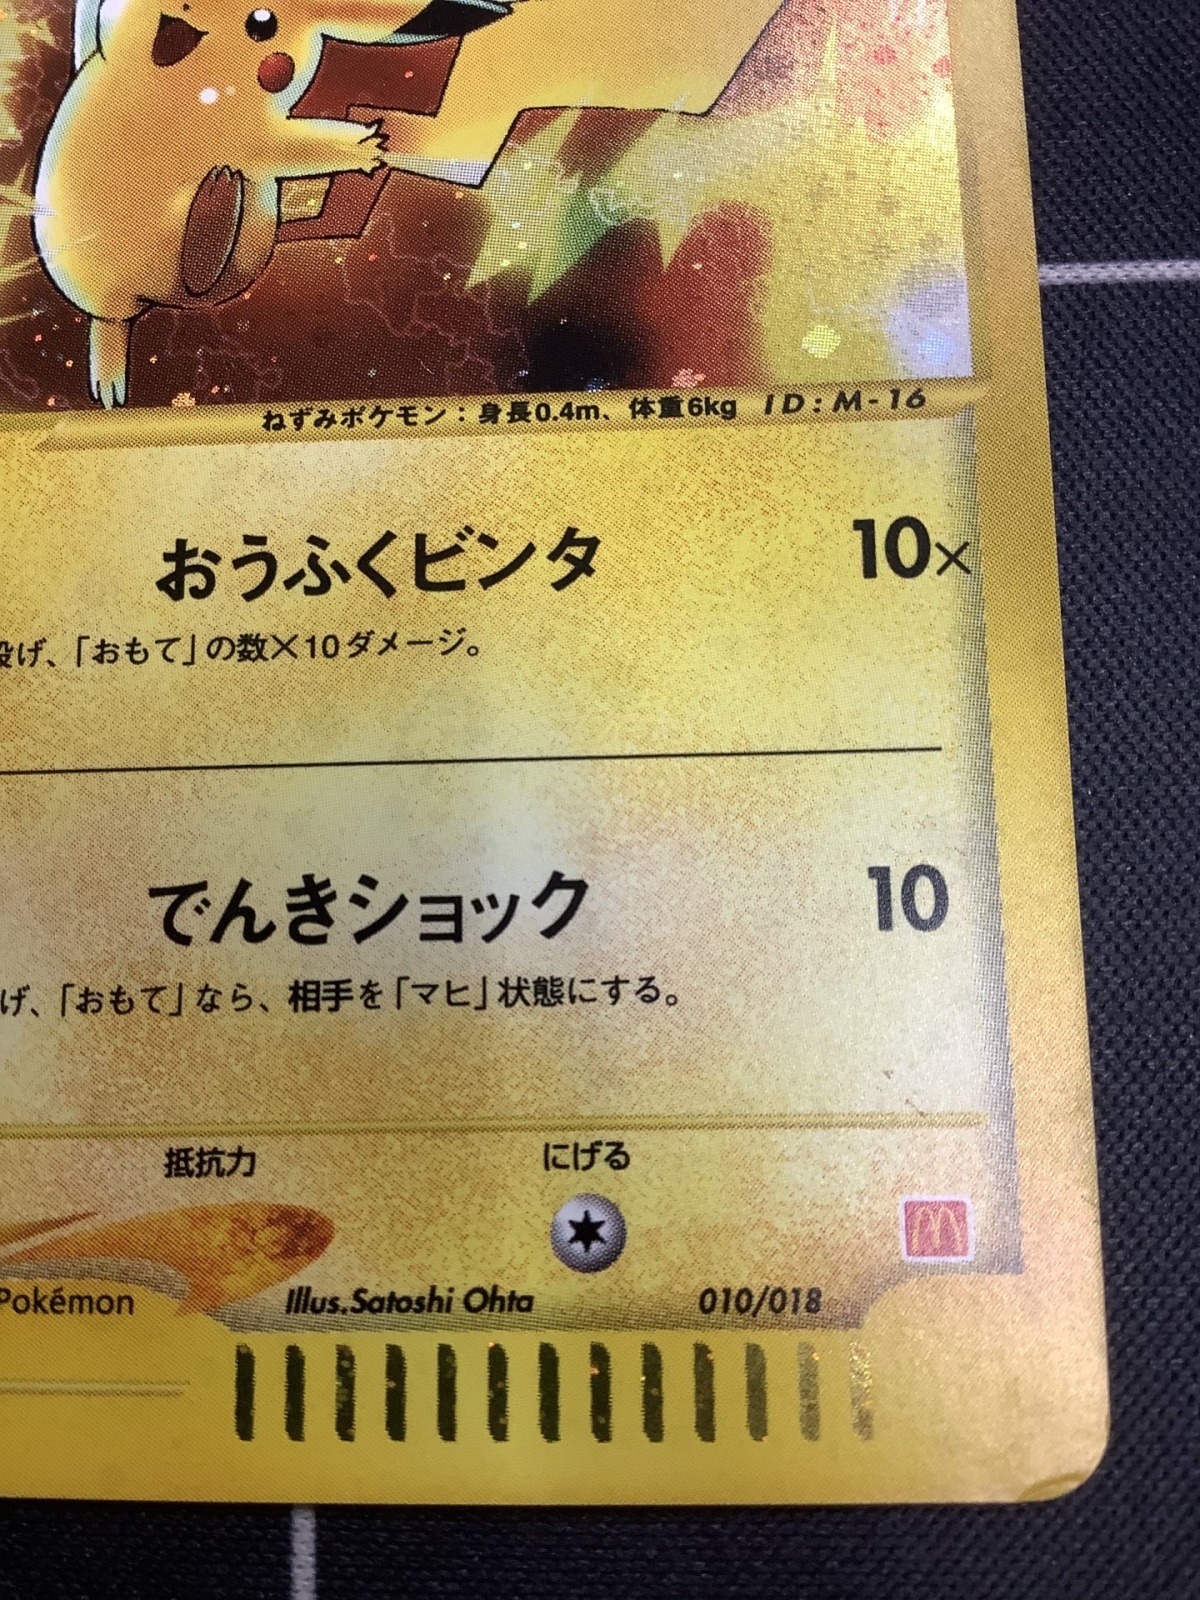 ねずみポケモン：身長0.4m、体重6kg ID:M-16
おうふくビンタ 10×
投げ、「おもて」の数×10ダメージ。
でんきショック 10
げ、「おもて」なら、相手を「マヒ」状態にする。
抵抗力 にげる
Pokémon Illus.Satoshi Ohta 010/018